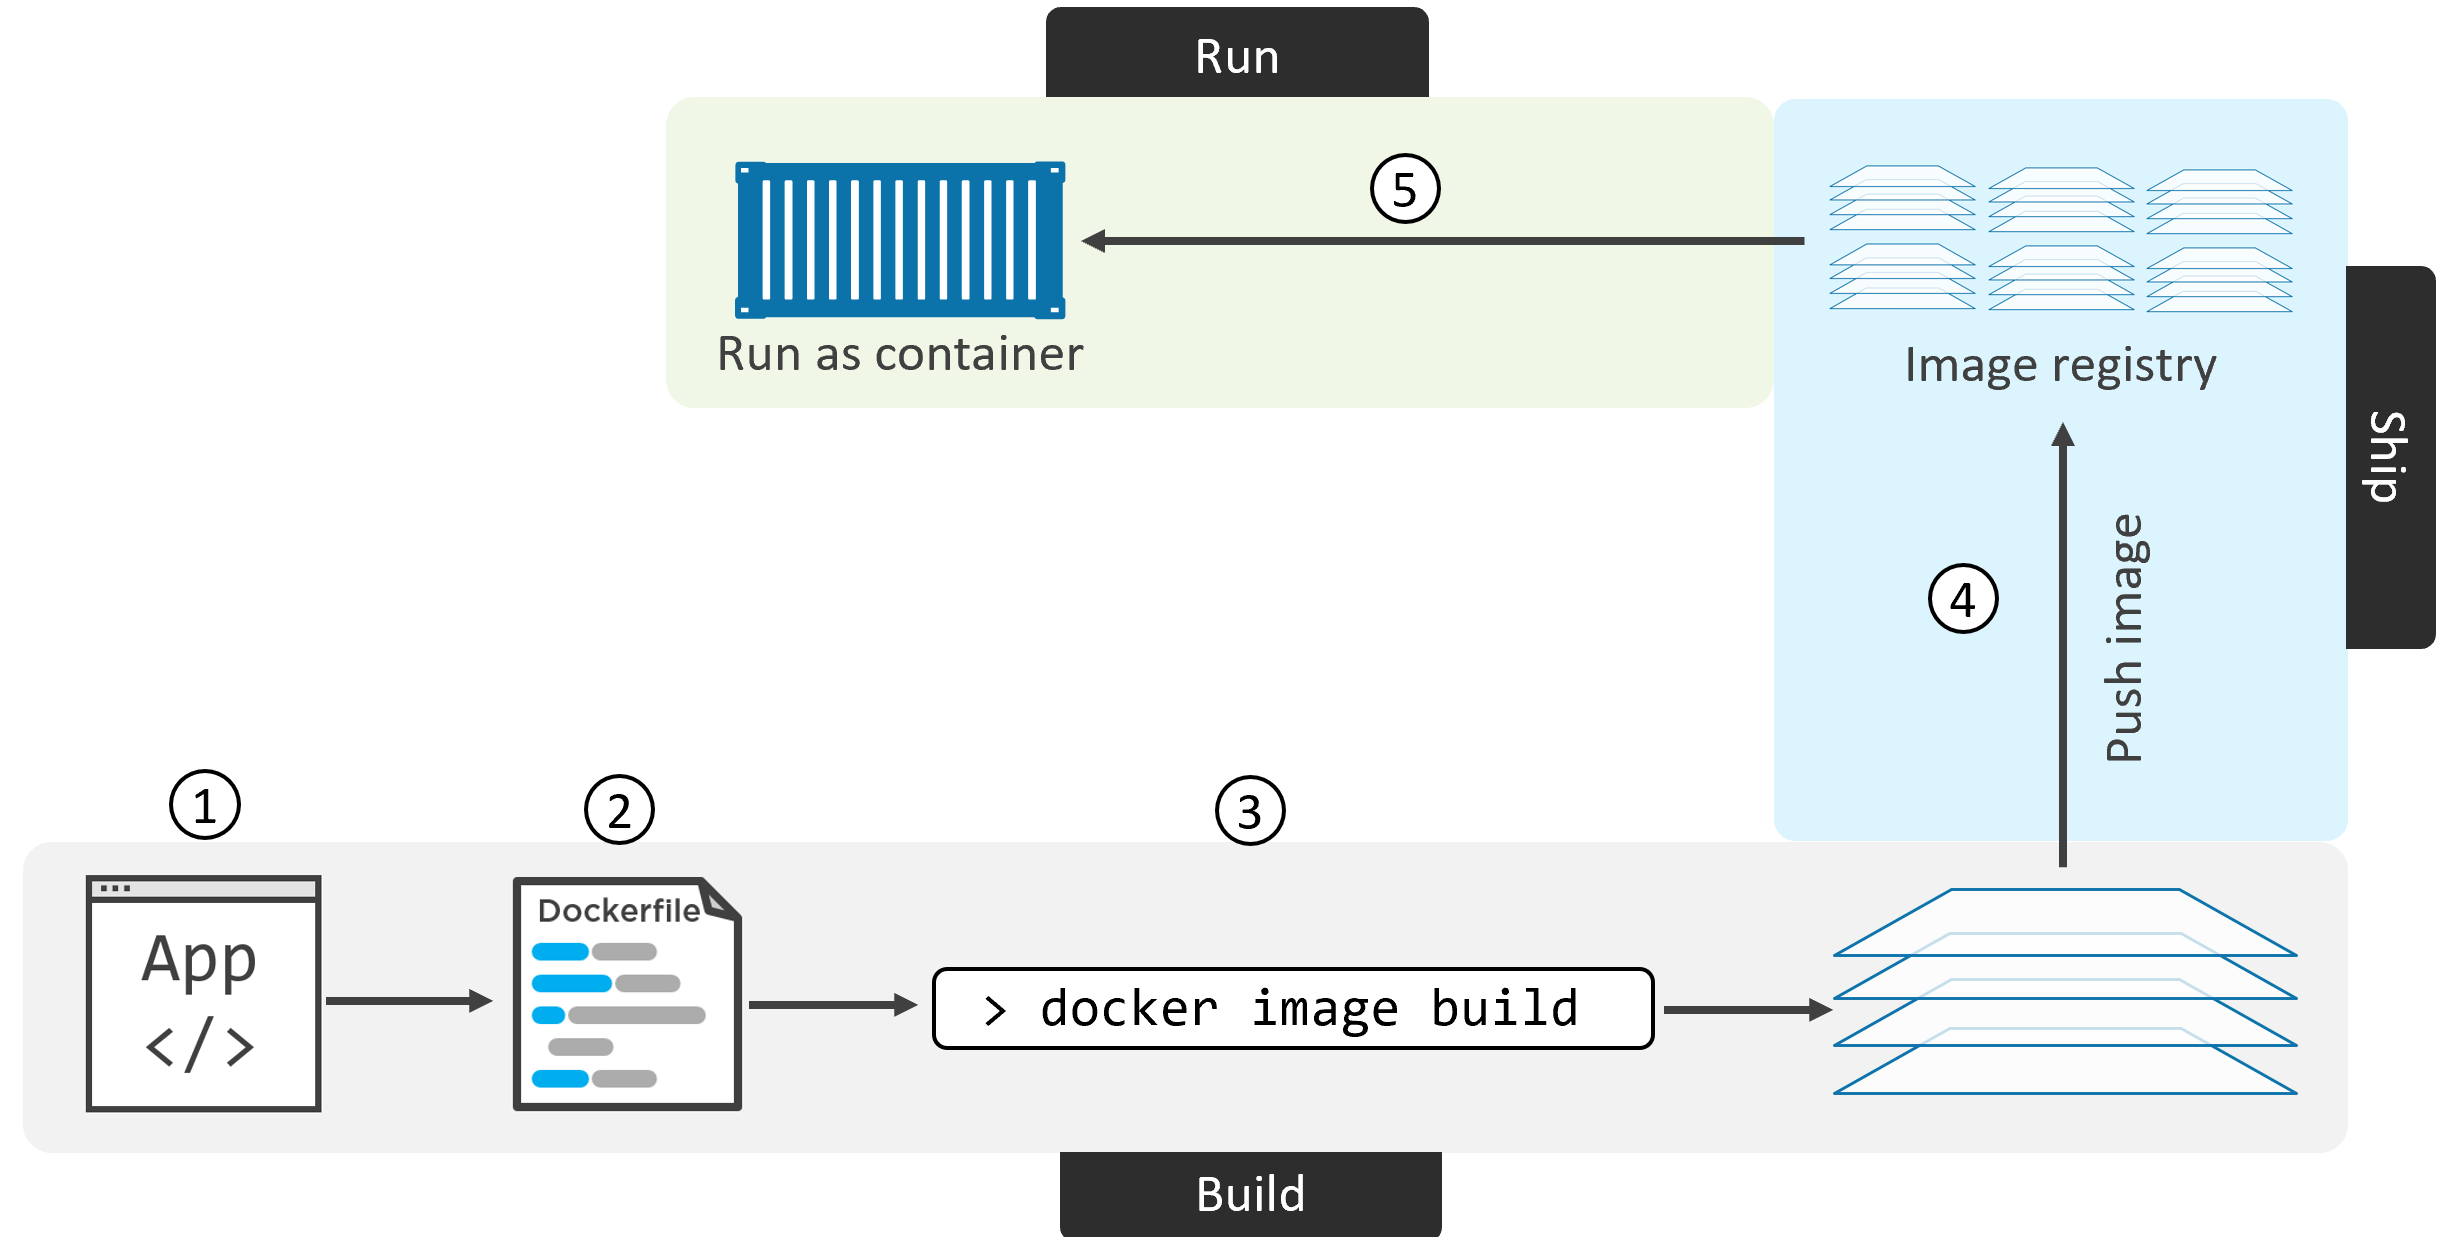 Run
5
Run as container
Image registry
Ship
4
Push image
1
2
3
App
</>
Dockerfile
> docker image build
Build